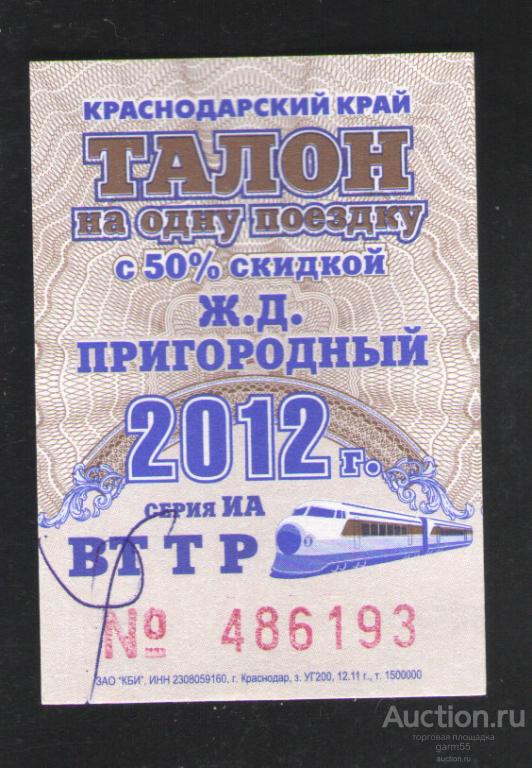 КРАСНОДАРСКИЙ КРАЙ
ТАЛОН
на одну поездку
с 50% скидкой
Ж.Д.
ПРИГОРОДНЫЙ
2012 г.
СЕРИЯ ИА
ВТТР
№ 486193
ЗАО "КБИ", ИНН 2308059160, г. Краснодар, з. УГ200, 12.11 г., т. 1500000
Auction.ru
торговая площадка
garm55
auction.ru